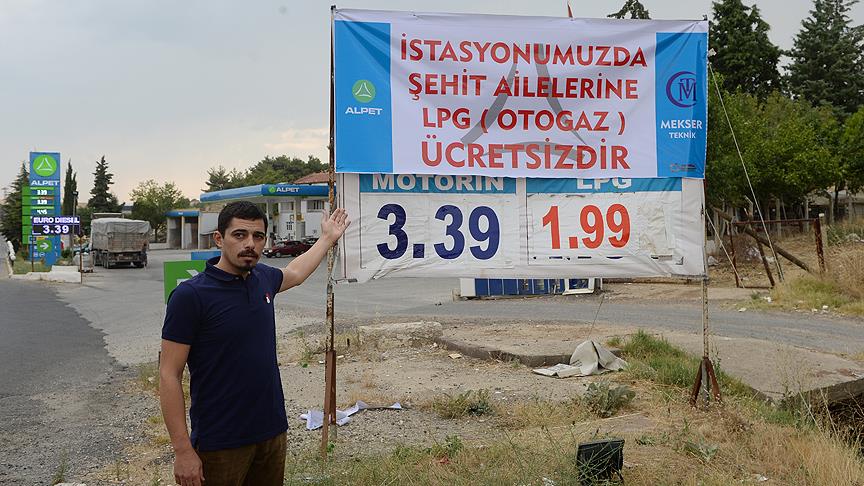 İSTASYONUMUZDA
ŞEHİT AİLELERİNE
LPG ( OTOGAZ )
ÜCRETSİZDİR
ALPET
MEKSER
TEKNİK
MOTORİN
LPG
3.39
1.99
ALPET
ALPET
EURO DIESEL
3.39